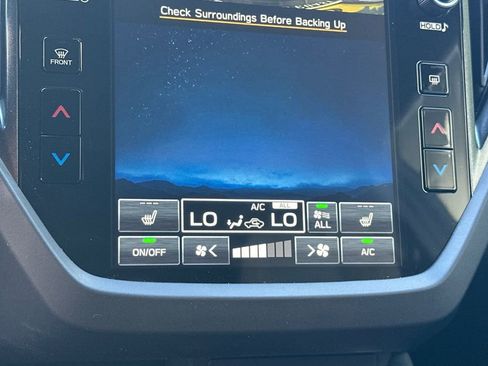 Check Surroundings Before Backing Up
HOLD
FRONT
A/C ALL
LO LO
ALL
ON/OFF
A/C